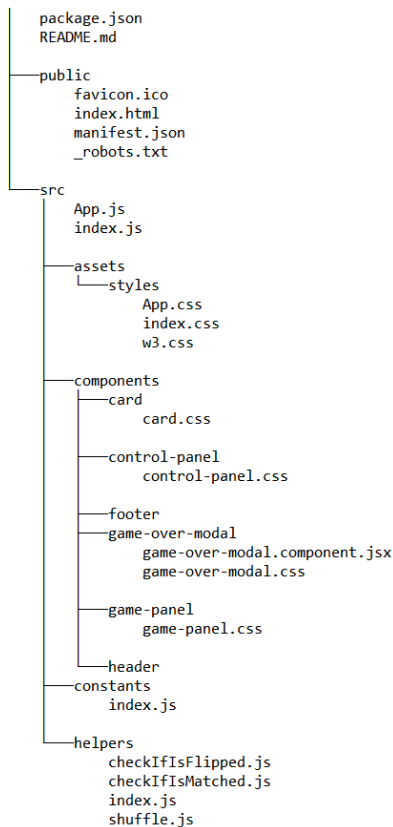 package.json
README.md
public
favicon.ico
index.html
manifest.json
_robots.txt
src
App.js
index.js
assets
styles
App.css
index.css
w3.css
components
card
card.css
control-panel
control-panel.css
footer
game-over-modal
game-over-modal.component.jsx
game-over-modal.css
game-panel
game-panel.css
header
constants
index.js
helpers
checkIfIsFlipped.js
checkIfIsMatched.js
index.js
shuffle.js